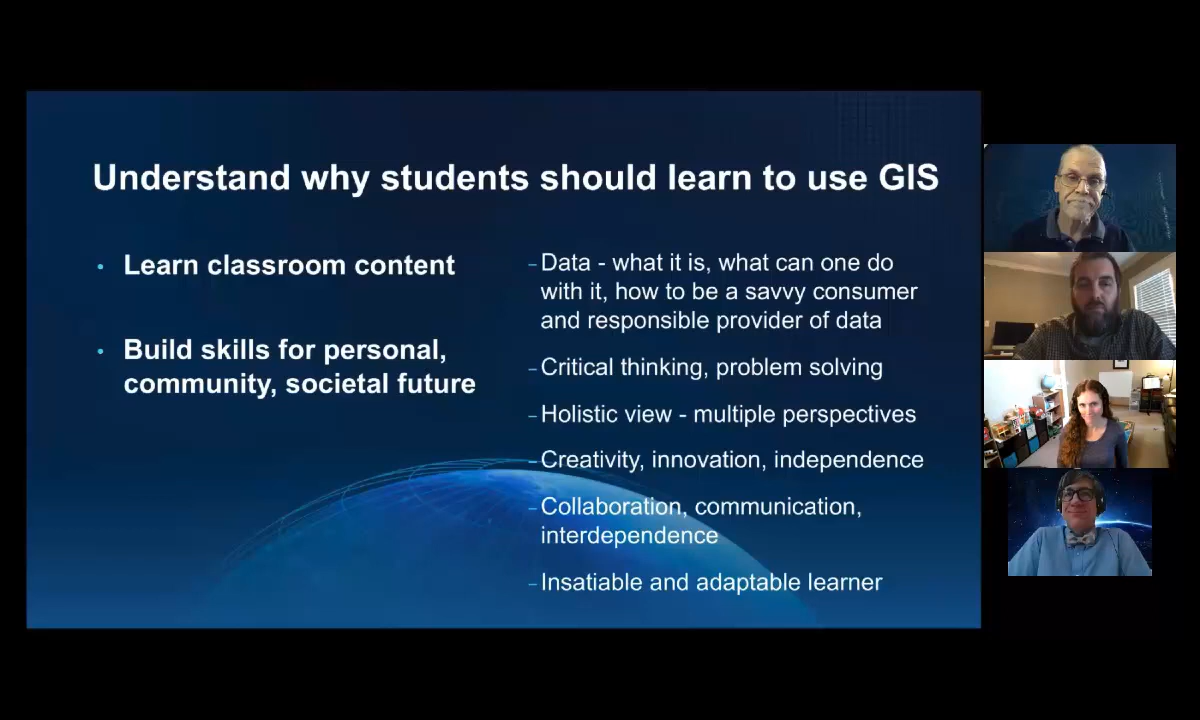 Understand why students should learn to use GIS
• Learn classroom content
• Build skills for personal,
community, societal future
–Data - what it is, what can one do
with it, how to be a savvy consumer
and responsible provider of data
–Critical thinking, problem solving
–Holistic view - multiple perspectives
–Creativity, innovation, independence
–Collaboration, communication,
interdependence
–Insatiable and adaptable learner